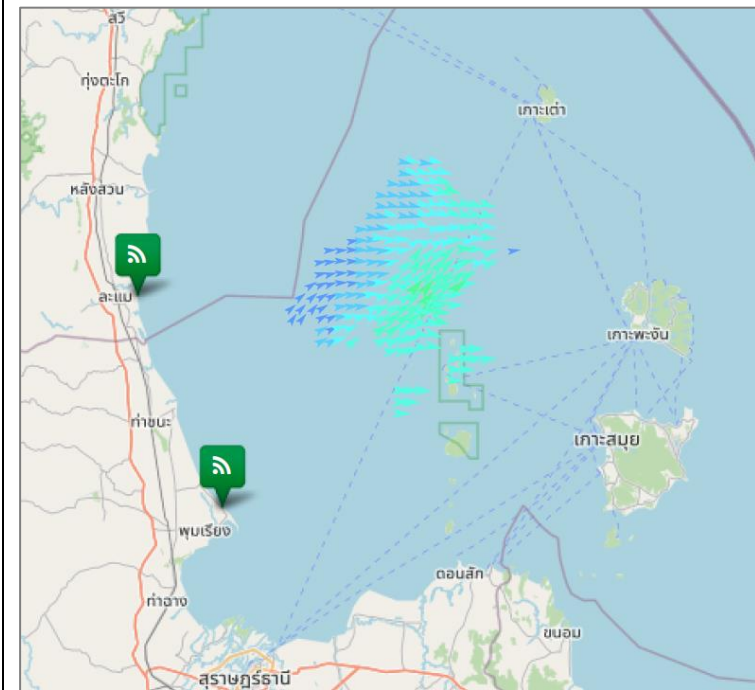 สวี
ทุ่งตะโก
เกาะเต่า
หลังสวน
ละแม
เกาะพะงัน
ท่าชนะ
เกาะสมุย
พุมเรียง
ดอนสัก
ท่าฉาง
ขนอม
สุราษฎร์ธานี